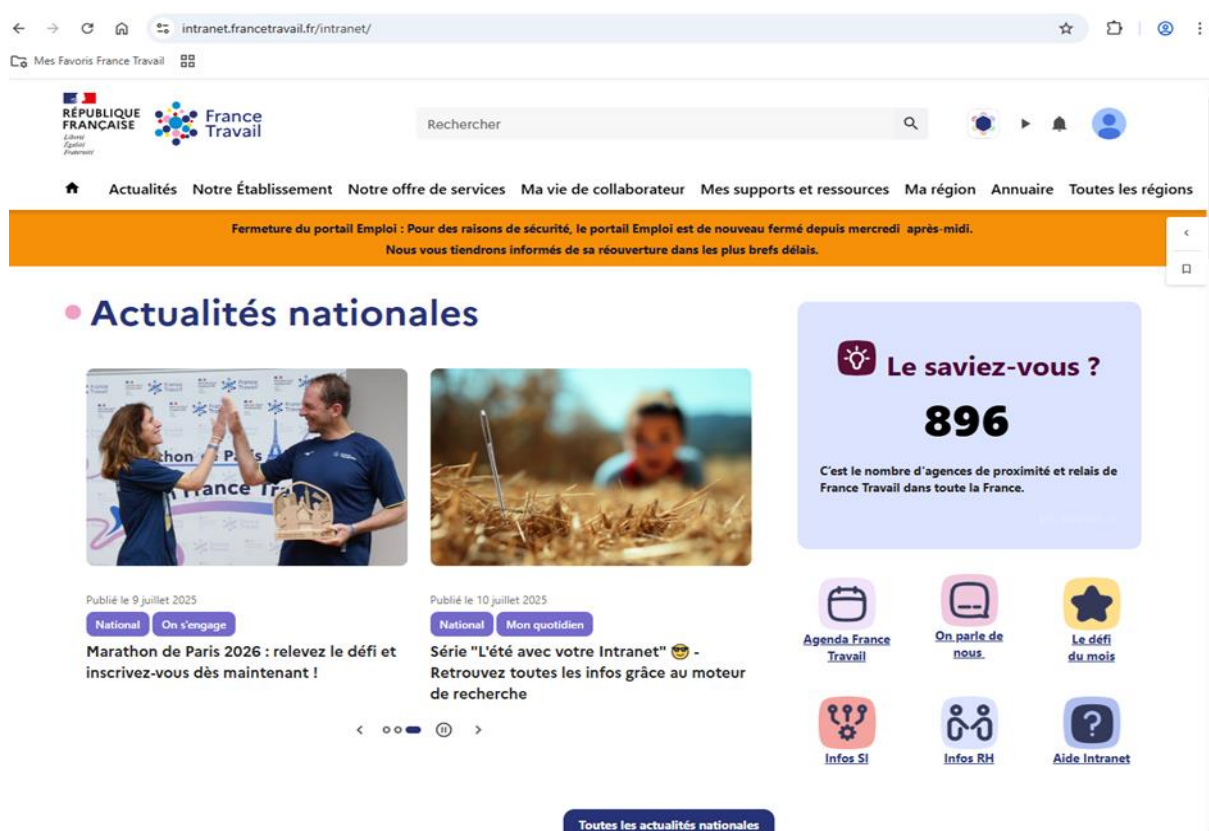 intranet.francetravail.fr/intranet/
Mes Favoris France Travail
RÉPUBLIQUE
FRANÇAISE
Liberté
Égalité
Fraternité
France
Travail
Rechercher
Actualités Notre Établissement Notre offre de services Ma vie de collaborateur Mes supports et ressources Ma région Annuaire Toutes les régions
Fermeture du portail Emploi : Pour des raisons de sécurité, le portail Emploi est de nouveau fermé depuis mercredi après-midi.
Nous vous tiendrons informés de sa réouverture dans les plus brefs délais.
Actualités nationales
Publié le 9 juillet 2025
National On s'engage
Marathon de Paris 2026 : relevez le défi et
inscrivez-vous dès maintenant !
Publié le 10 juillet 2025
National Mon quotidien
Série "L'été avec votre Intranet" 😎 -
Retrouvez toutes les infos grâce au moteur
de recherche
Toutes les actualités nationales
Le saviez-vous ?
896
C'est le nombre d'agences de proximité et relais de
France Travail dans toute la France.
Agenda France
Travail
On parle de
nous
Le défi
du mois
Infos SI
Infos RH
Aide Intranet